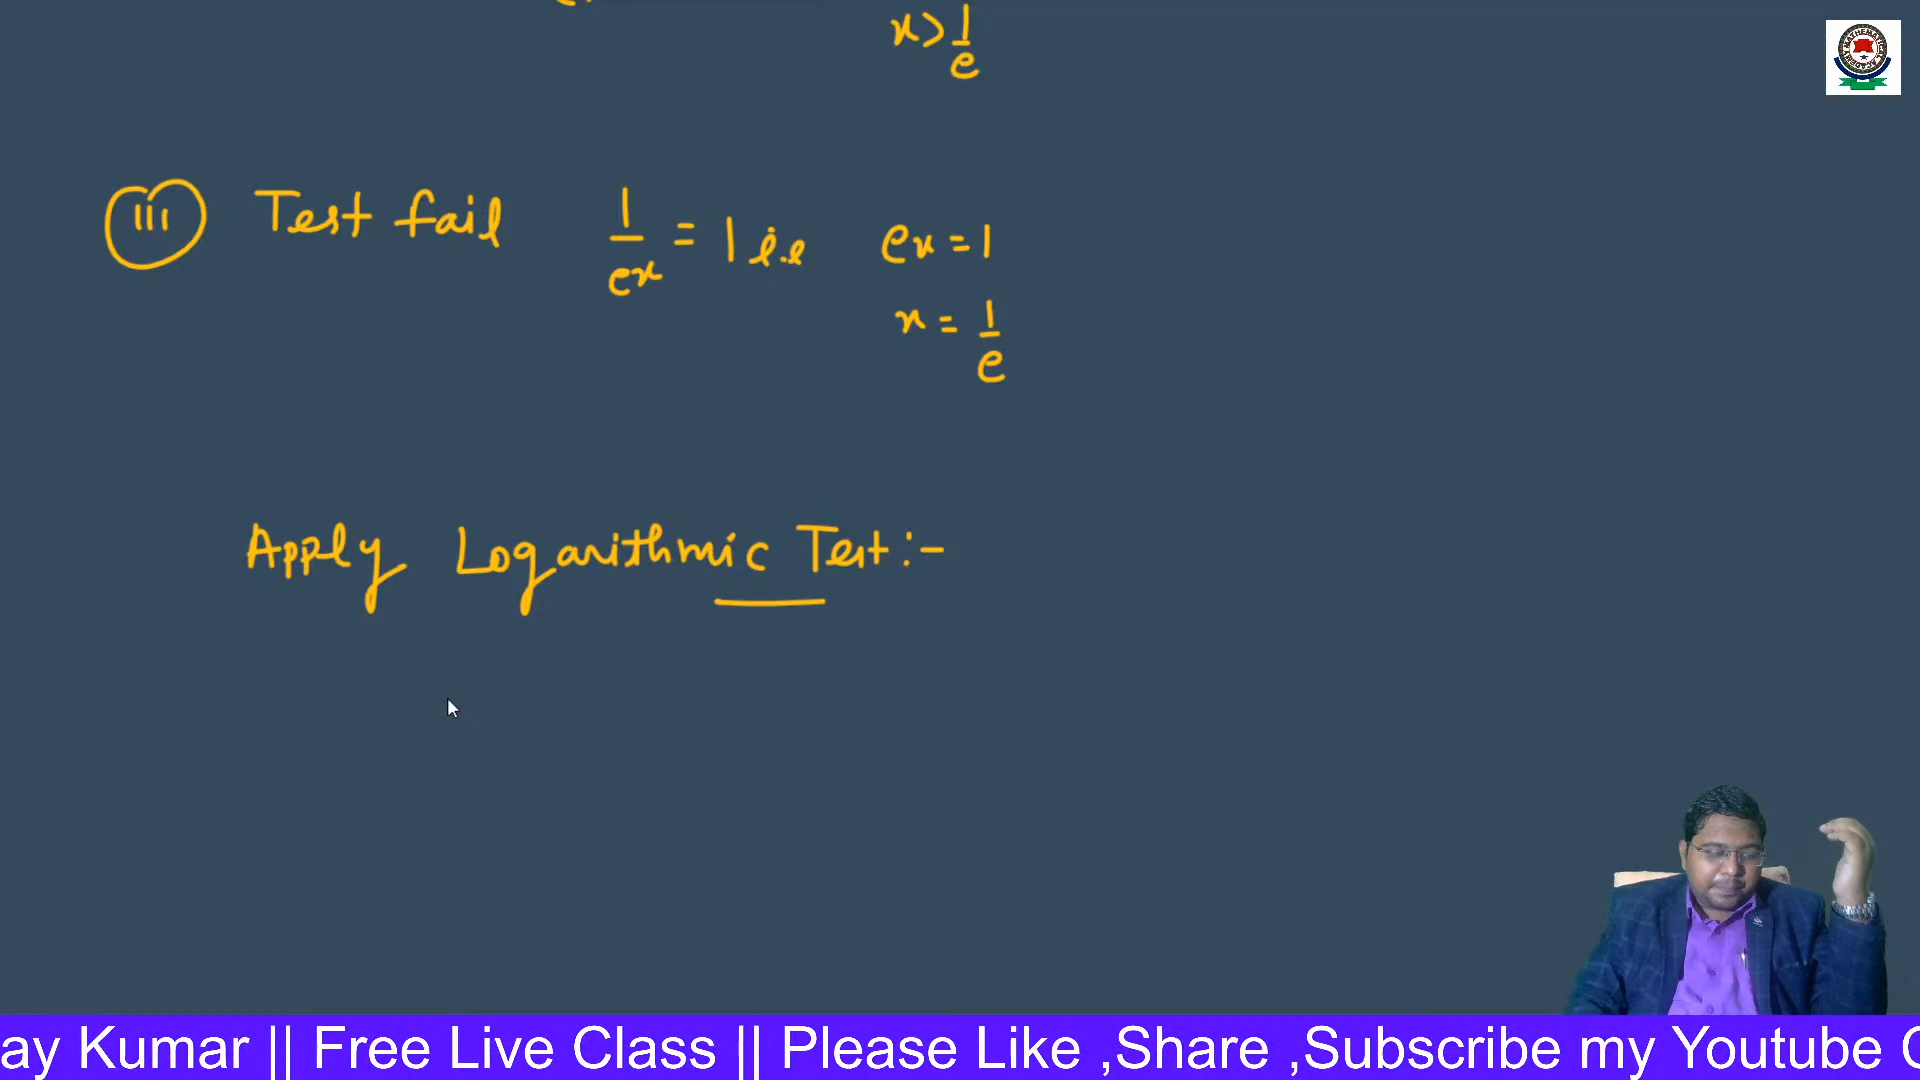 x > 1/e
iii Test fail 1/ex = 1 i.e ex = 1
x = 1/e
Apply Logarithmic Test :-
ay Kumar || Free Live Class || Please Like ,Share ,Subscribe my Youtube C